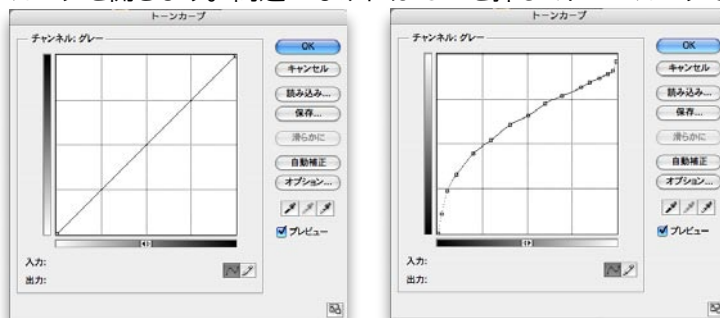 トーンカーブ
チャンネル: グレー
OK
キャンセル
読み込み...
保存...
滑らかに
自動補正
オプション...
プレビュー
入力:
出力:
トーンカーブ
チャンネル: グレー
OK
キャンセル
読み込み...
保存...
滑らかに
自動補正
オプション...
プレビュー
入力:
出力: